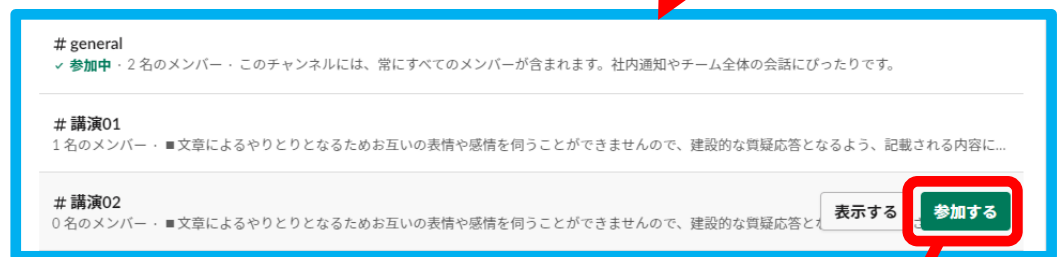 # general
✓ 参加中 · 2 名のメンバー · このチャンネルには、常にすべてのメンバーが含まれます。社内通知やチーム全体の会話にぴったりです。
# 講演01
1 名のメンバー · ■文章によるやりとりとなるためお互いの表情や感情を伺うことができませんので、建設的な質疑応答となるよう、記載される内容に...
# 講演02
0 名のメンバー · ■文章によるやりとりとなるためお互いの表情や感情を伺うことができませんので、建設的な質疑応答と
表示する
参加する